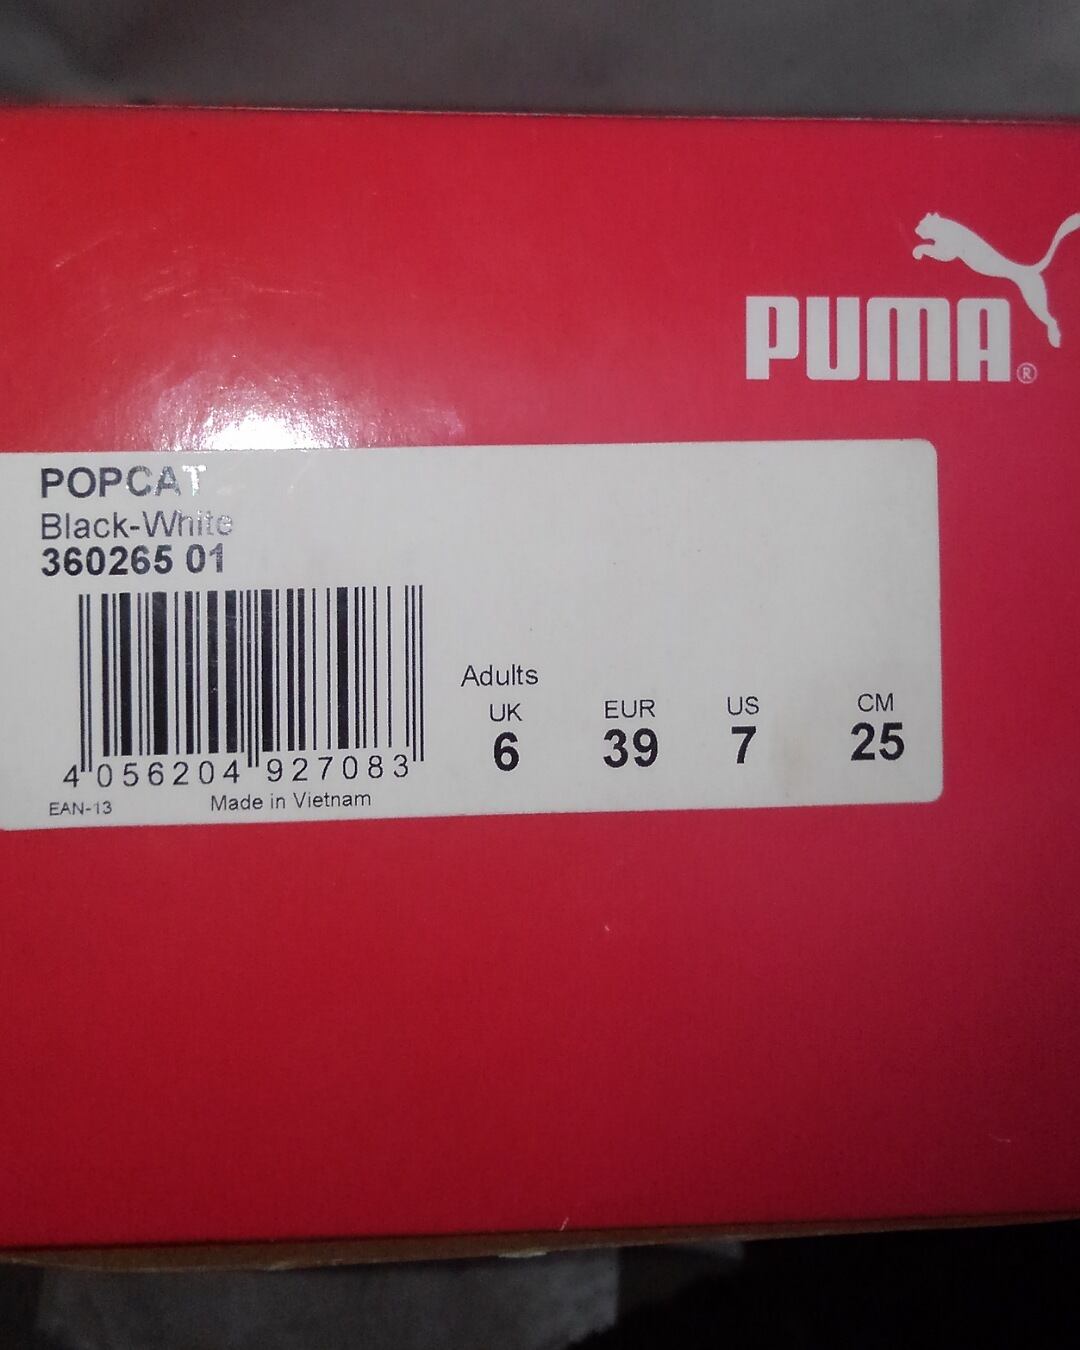 PUMA®
POPCAT
Black-White
360265 01
4 056204 927083
EAN-13 Made in Vietnam
Adults
UK EUR US CM
6 39 7 25